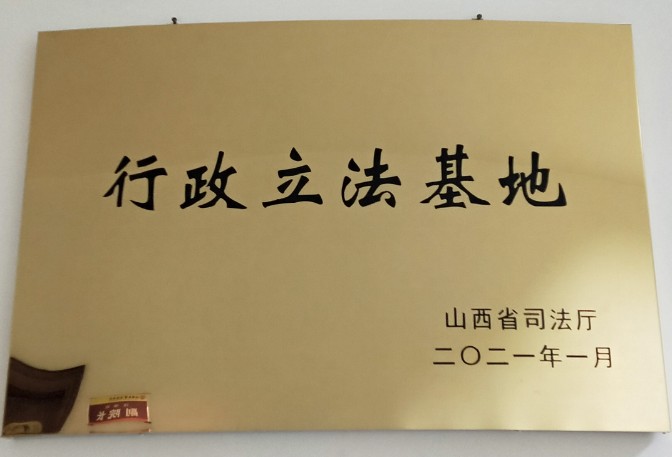 行政立法基地
山西省司法厅
二〇二一年一月